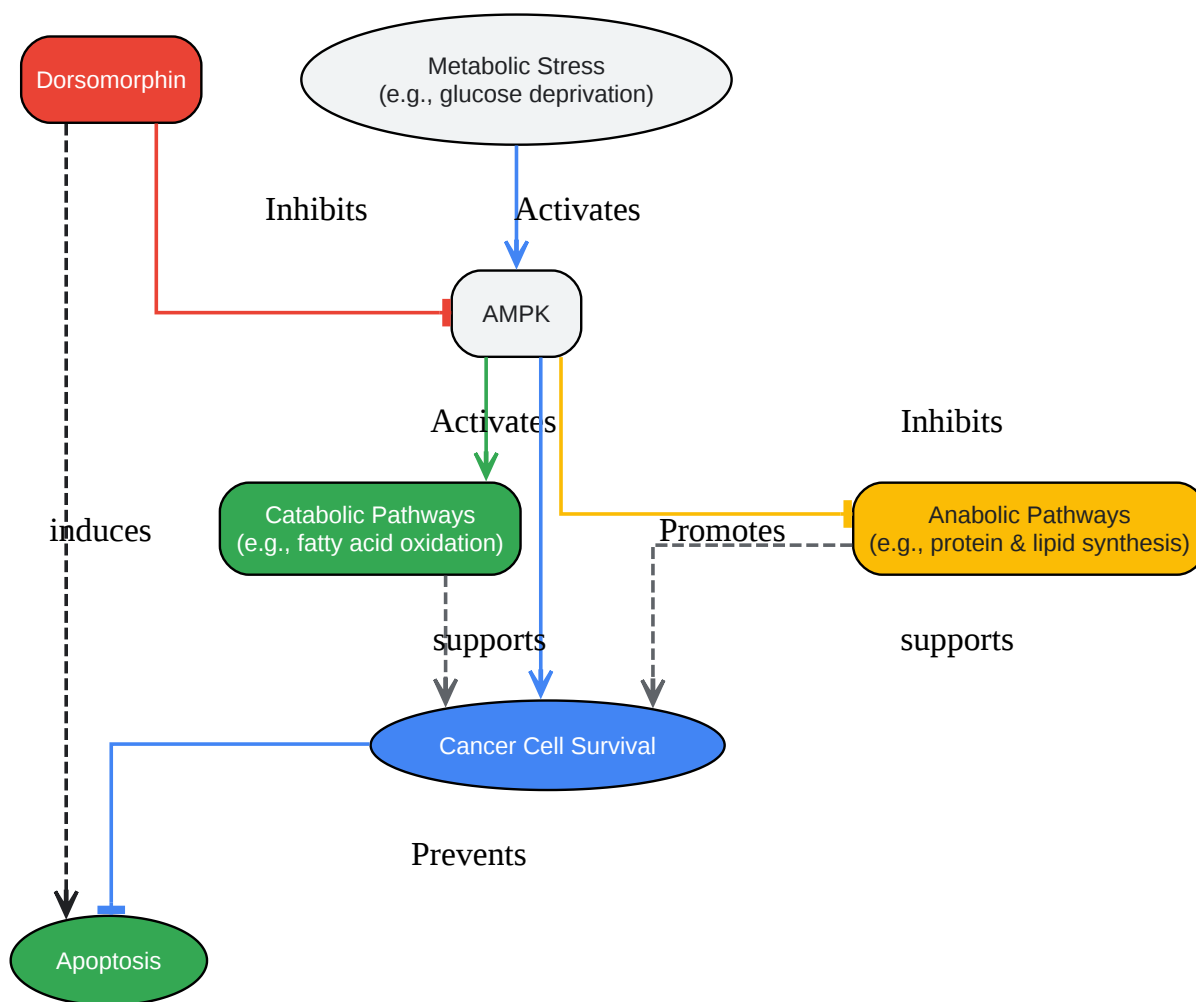 Dorsomorphin
Metabolic Stress
(e.g., glucose deprivation)
Inhibits
Activates
AMPK
Activates
Inhibits
Catabolic Pathways
(e.g., fatty acid oxidation)
Anabolic Pathways
(e.g., protein & lipid synthesis)
induces
Promotes
supports
supports
Cancer Cell Survival
Prevents
Apoptosis